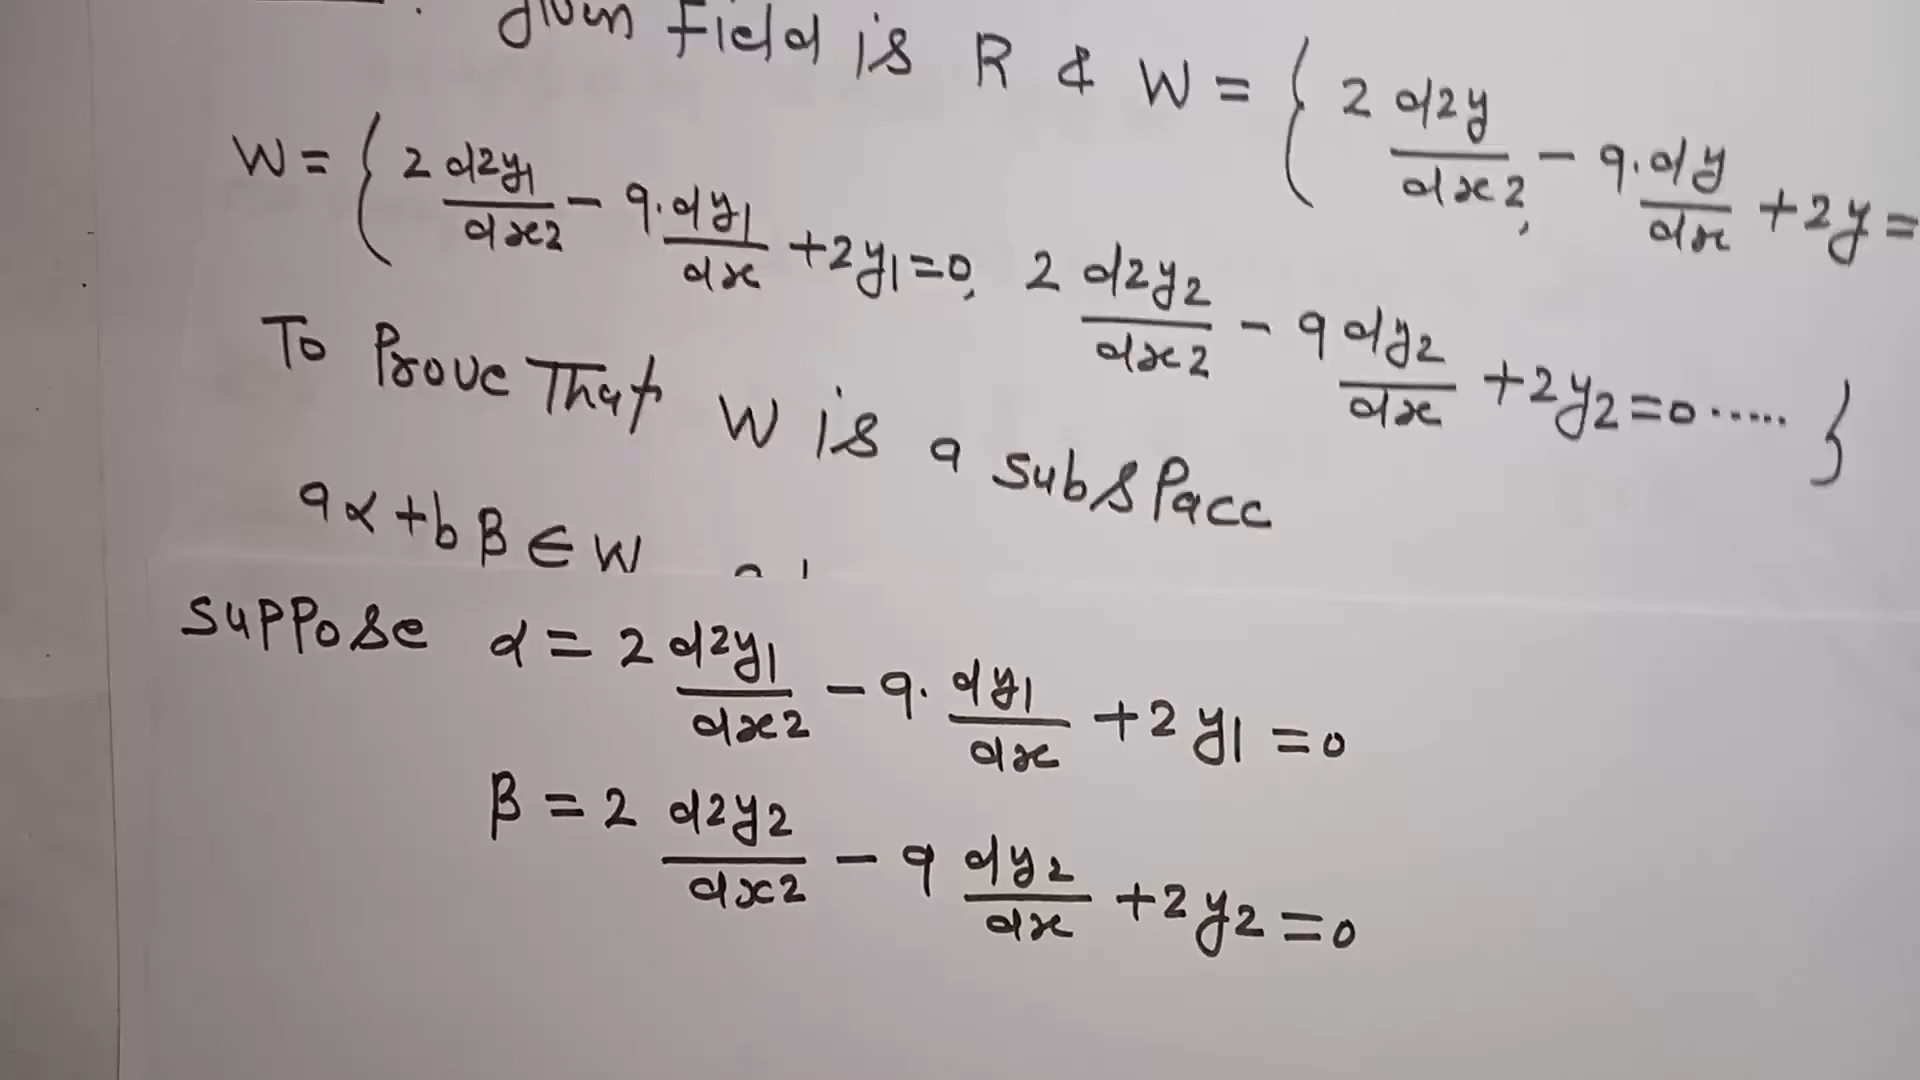 given field is R & W = { 2 d2y/dx2, - 9.dy/dx + 2y =
W = { 2 d2y1/dx2 - 9.dy1/dx + 2y1 = 0, 2 d2y2/dx2 - 9 dy2/dx + 2y2 = 0 ..... }
To Prove That W is a subspace
aα + bβ ∈ W
suppose α = 2 d2y1/dx2 - 9. dy1/dx + 2y1 = 0
β = 2 d2y2/dx2 - 9 dy2/dx + 2y2 = 0